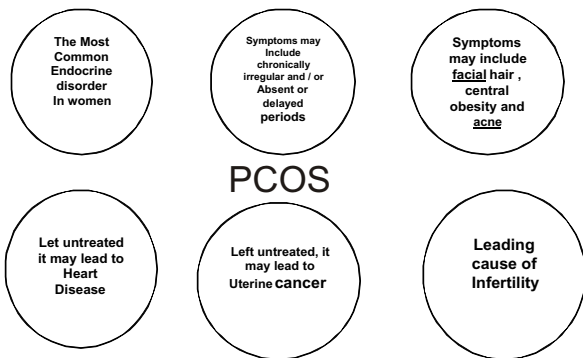 The Most
Common
Endocrine
disorder
In women
Symptoms may
Include
chronically
irregular and / or
Absent or
delayed
periods
Symptoms
may include
facial hair ,
central
obesity and
acne
PCOS
Let untreated
it may lead to
Heart
Disease
Left untreated, it
may lead to
Uterine cancer
Leading
cause of
Infertility